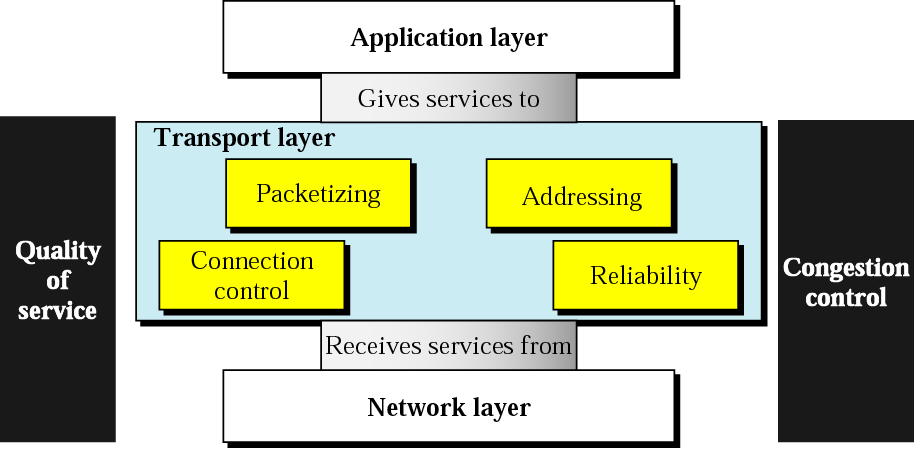 Application layer
Gives services to
Transport layer
Packetizing
Addressing
Connection
control
Reliability
Receives services from
Network layer
Quality
of
service
Congestion
control